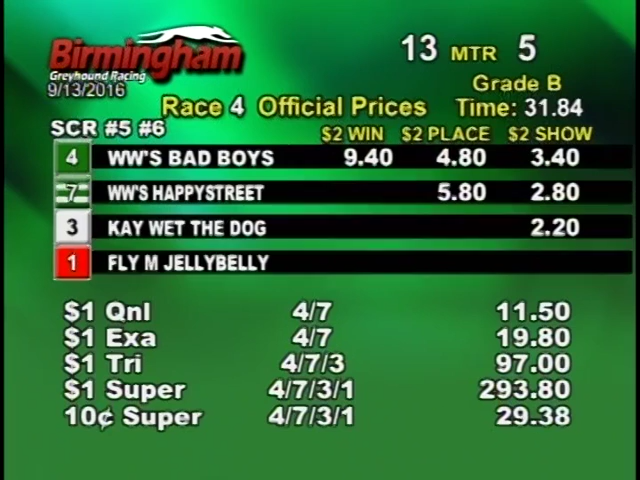 Birmingham
Greyhound Racing
9/13/2016
13 MTR 5
Grade B
Race 4 Official Prices Time: 31.84
SCR #5 #6
$2 WIN $2 PLACE $2 SHOW
4 WW'S BAD BOYS 9.40 4.80 3.40
7 WW'S HAPPYSTREET 5.80 2.80
3 KAY WET THE DOG 2.20
1 FLY M JELLYBELLY
$1 Qnl 4/7 11.50
$1 Exa 4/7 19.80
$1 Tri 4/7/3 97.00
$1 Super 4/7/3/1 293.80
10¢ Super 4/7/3/1 29.38